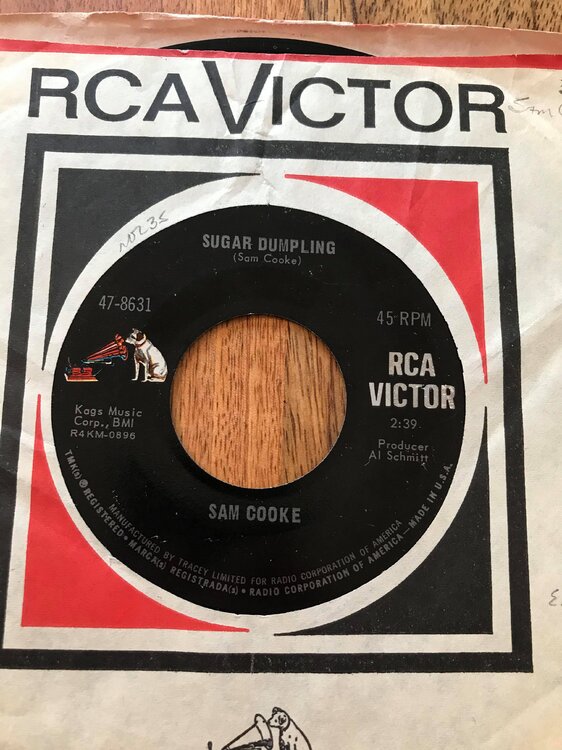 RCA VICTOR
SUGAR DUMPLING
(Sam Cooke)
47-8631
45 RPM
RCA
VICTOR
2:39
Kags Music
Corp., BMI
R4KM-0896
Producer
Al Schmitt
SAM COOKE
TMK(s) ® REGISTERED • MARCA(s) REGISTRADA(s) • RADIO CORPORATION OF AMERICA—MADE IN U.S.A.
MANUFACTURED BY TRACEY LIMITED FOR RADIO CORPORATION OF AMERICA